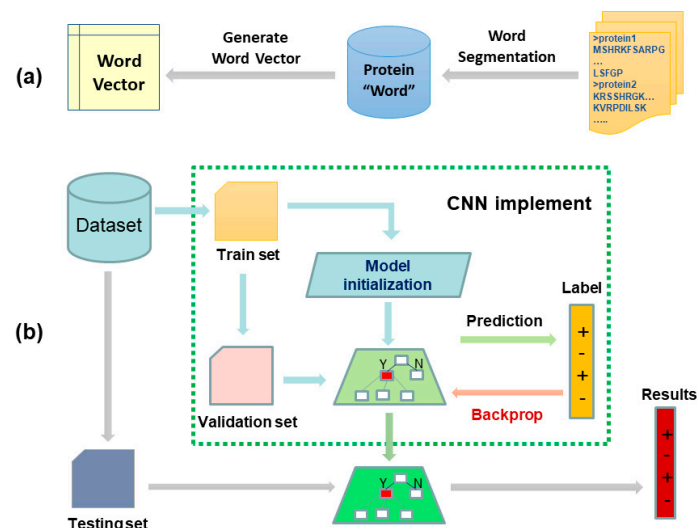 (a)
Word
Vector
Generate
Word Vector
Protein
“Word”
Word
Segmentation
>protein1
MSHRKFSARPG
...
LSFGP
>protein2
KRSSHRGK...
KVRPDILSK
.....
(b)
Dataset
CNN implement
Train set
Model
initialization
Label
Prediction
+
-
+
-
Y N
Validation set
Backprop
Results
+
-
+
-
Y N
Testing set